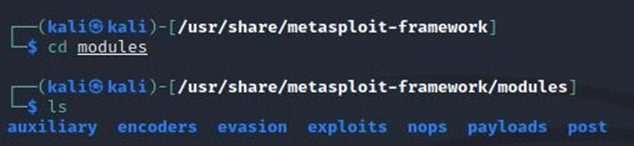 ┌──(kali㉿kali)-[/usr/share/metasploit-framework]
└─$ cd modules
┌──(kali㉿kali)-[/usr/share/metasploit-framework/modules]
└─$ ls
auxiliary encoders evasion exploits nops payloads post